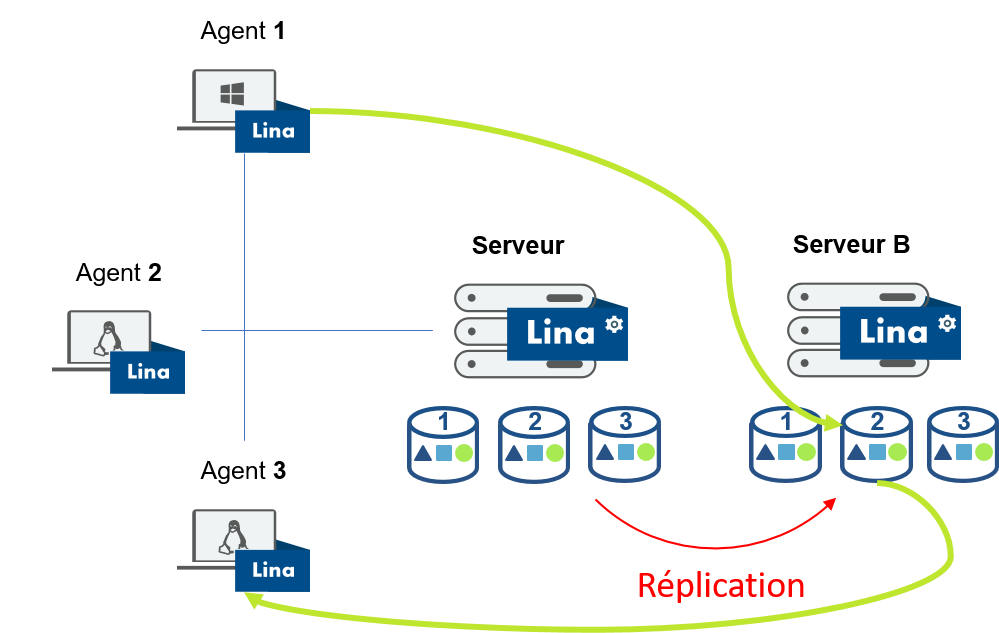 Agent 1
Lina
Serveur
Serveur B
Agent 2
Lina
Lina
Lina
1
2
3
1
2
3
Agent 3
Lina
Réplication